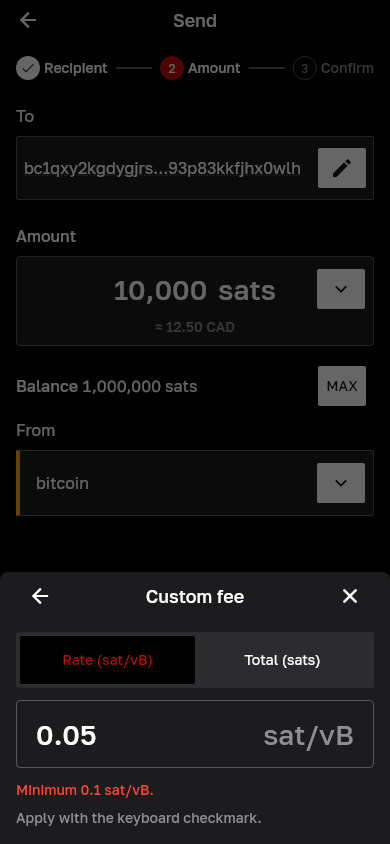 Send
Recipient
2 Amount
3 Confirm
To
bc1qxy2kgdygjrs...93p83kkfjhx0wlh
Amount
10,000 sats
≈ 12.50 CAD
Balance 1,000,000 sats
MAX
From
bitcoin
Custom fee
Rate (sat/vB)
Total (sats)
0.05
sat/vB
Minimum 0.1 sat/vB.
Apply with the keyboard checkmark.